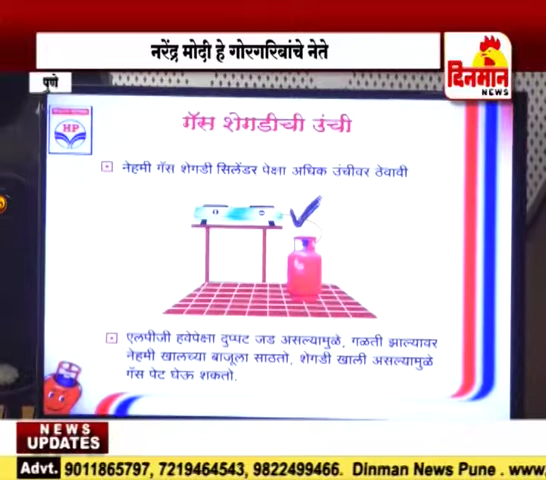 नरेंद्र मोदी हे गोरगरिबांचे नेते
दिनमान
NEWS
पुणे
HP
गॅस शेगडीची उंची
नेहमी गॅस शेगडी सिलेंडर पेक्षा अधिक उंचीवर ठेवावी
एलपीजी हवेपेक्षा दुप्पट जड असल्यामुळे, गळती झाल्यावर
नेहमी खालच्या बाजूला साठतो, शेगडी खाली असल्यामुळे
गॅस पेट घेऊ शकतो.
NEWS
UPDATES
Advt. 9011865797, 7219464543, 9822499466. Dinman News Pune . www.